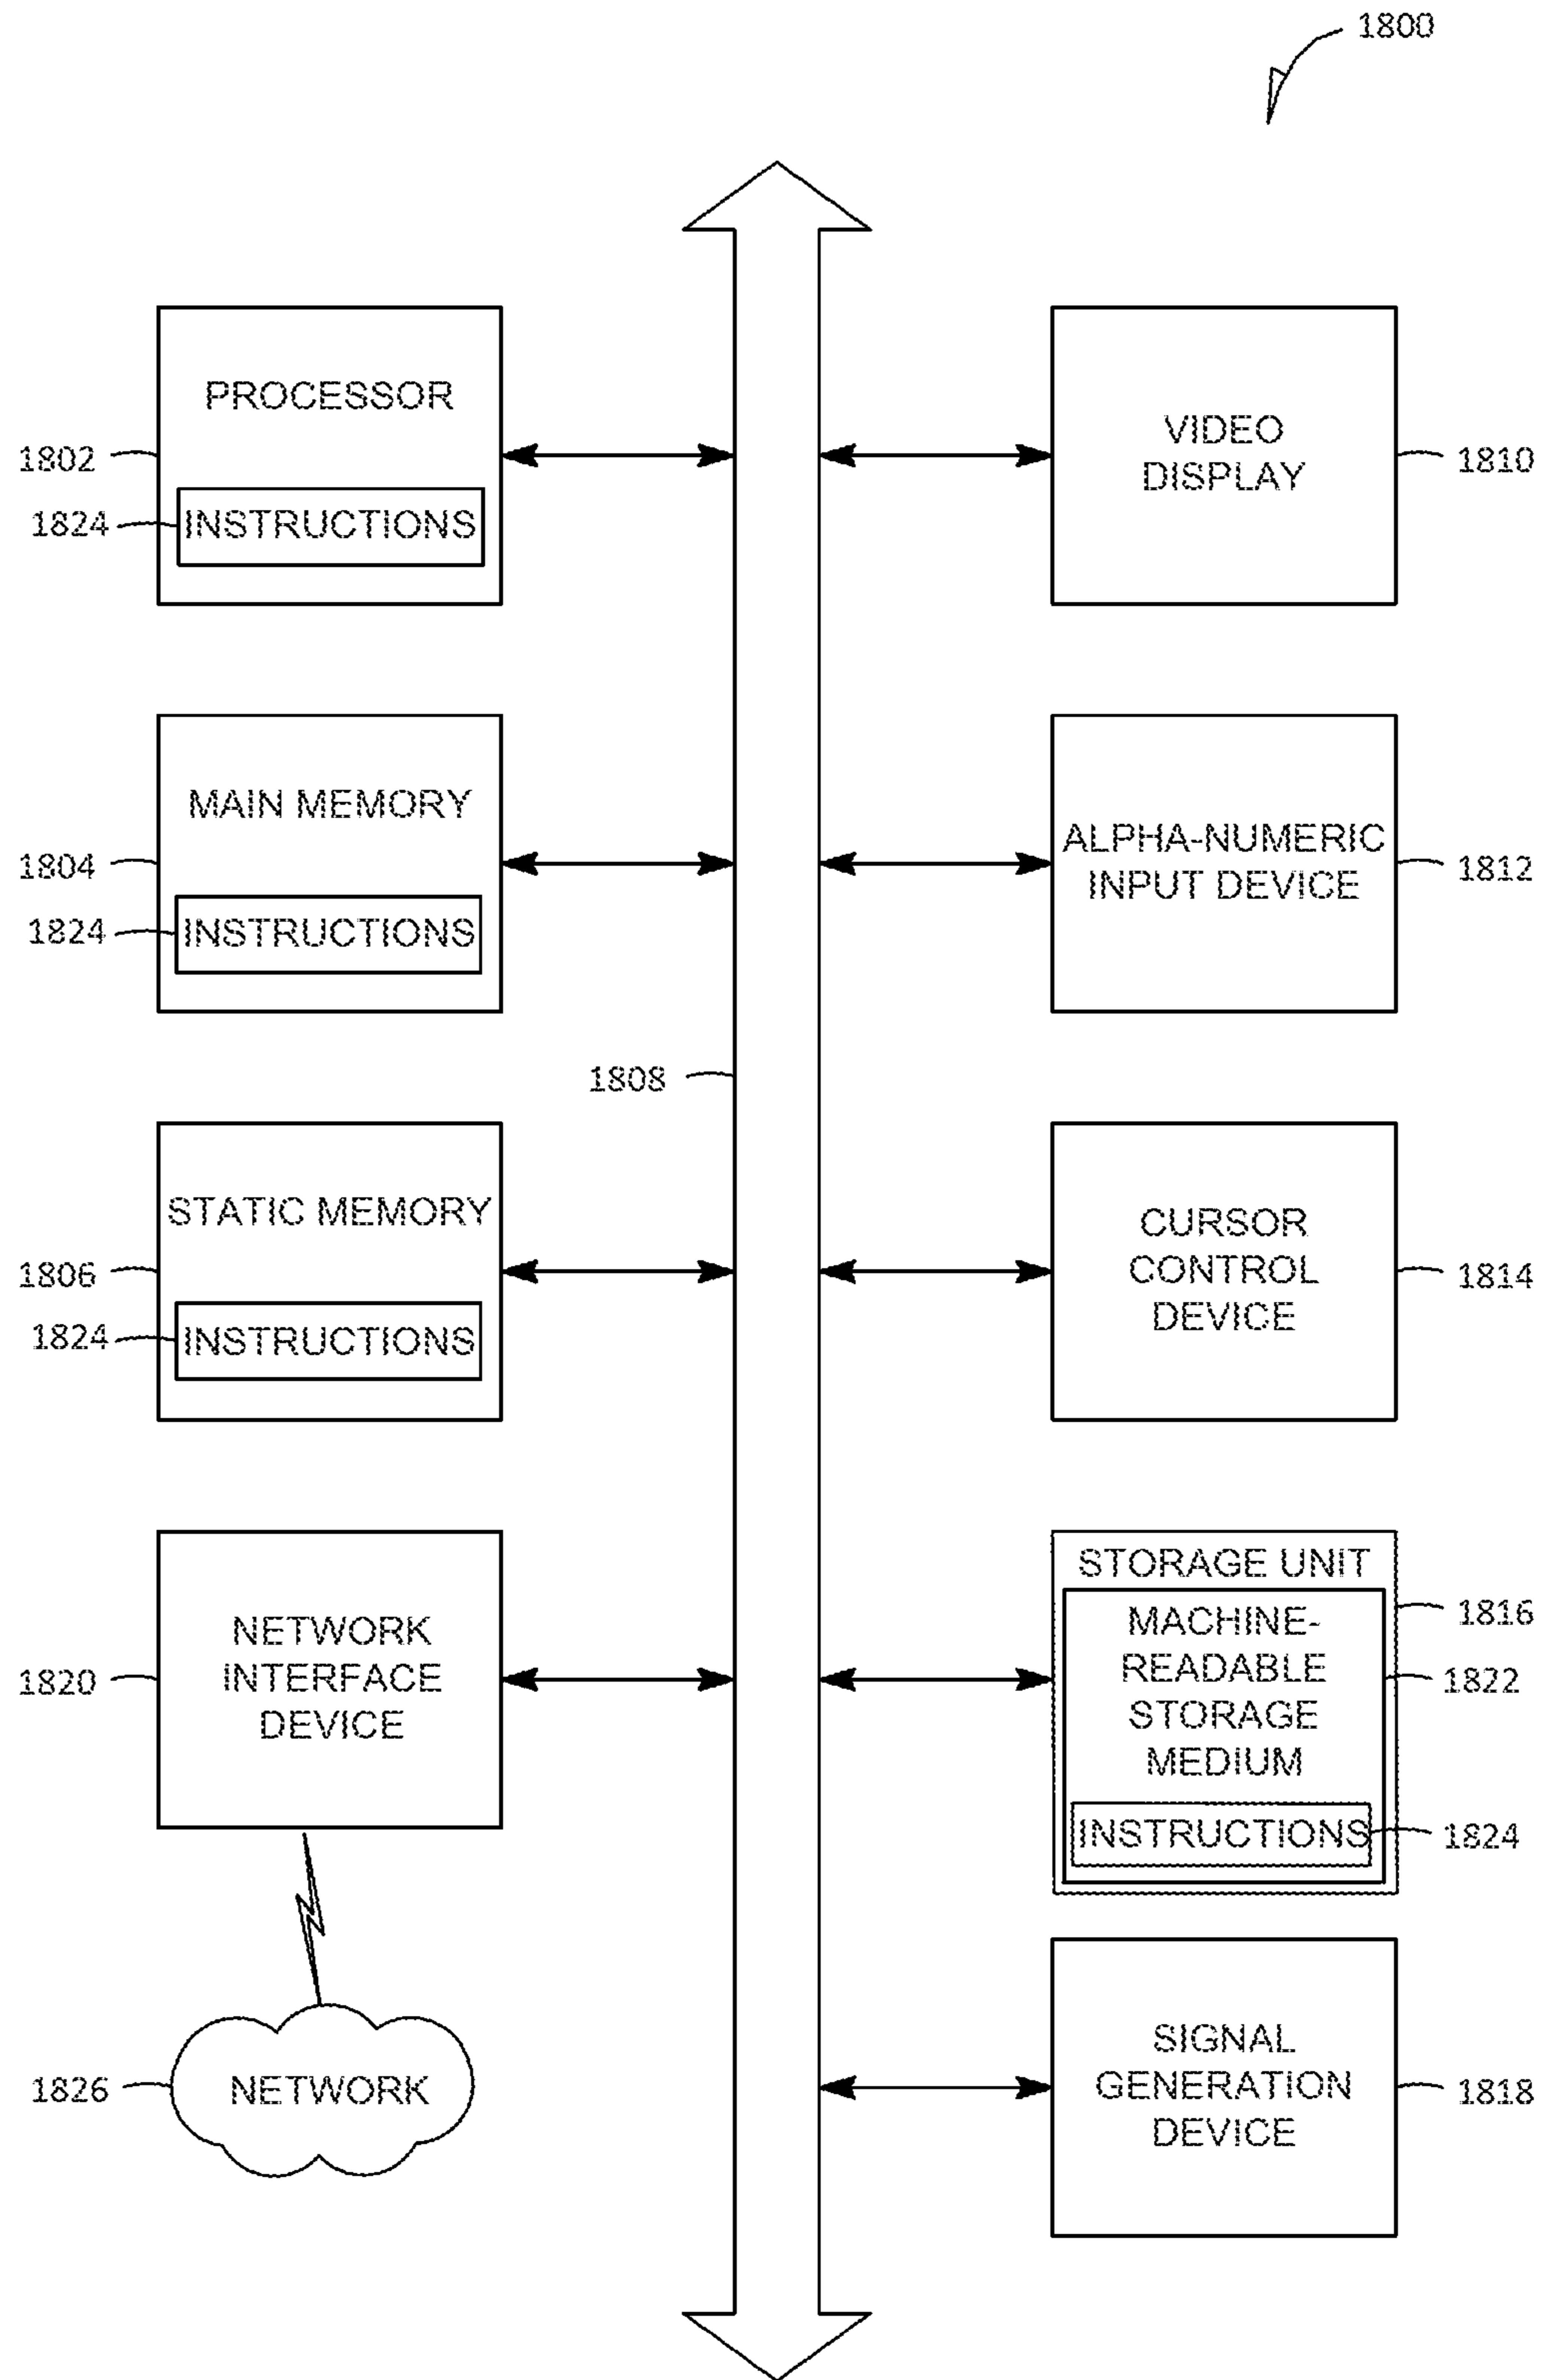 1800
PROCESSOR
1802
1824
INSTRUCTIONS
VIDEO
DISPLAY
1810
MAIN MEMORY
1804
1824
INSTRUCTIONS
ALPHA-NUMERIC
INPUT DEVICE
1812
1808
STATIC MEMORY
1806
1824
INSTRUCTIONS
CURSOR
CONTROL
DEVICE
1814
NETWORK
INTERFACE
DEVICE
1820
STORAGE UNIT
1816
MACHINE-
READABLE
STORAGE
MEDIUM
1822
INSTRUCTIONS
1824
NETWORK
1826
SIGNAL
GENERATION
DEVICE
1818